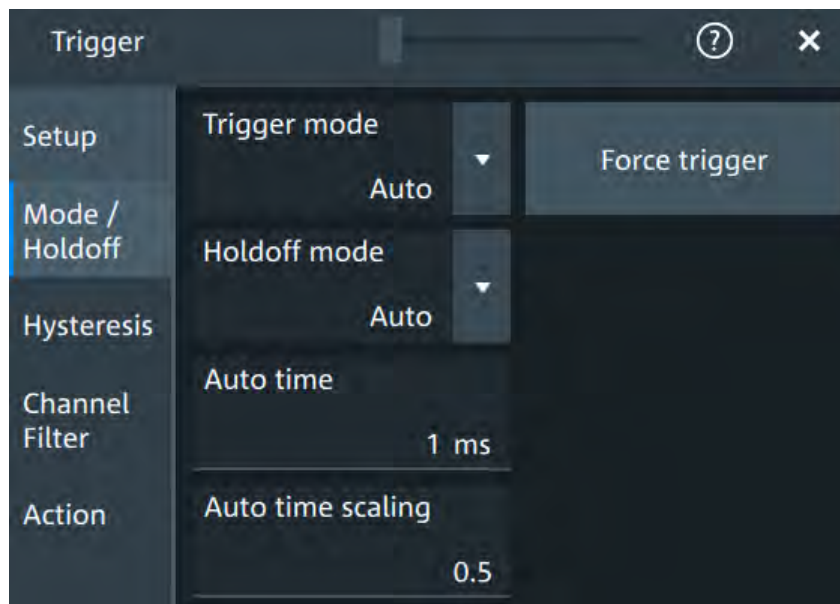 Trigger
?
Setup
Mode /
Holdoff
Hysteresis
Channel
Filter
Action
Trigger mode
Auto
Force trigger
Holdoff mode
Auto
Auto time
1 ms
Auto time scaling
0.5